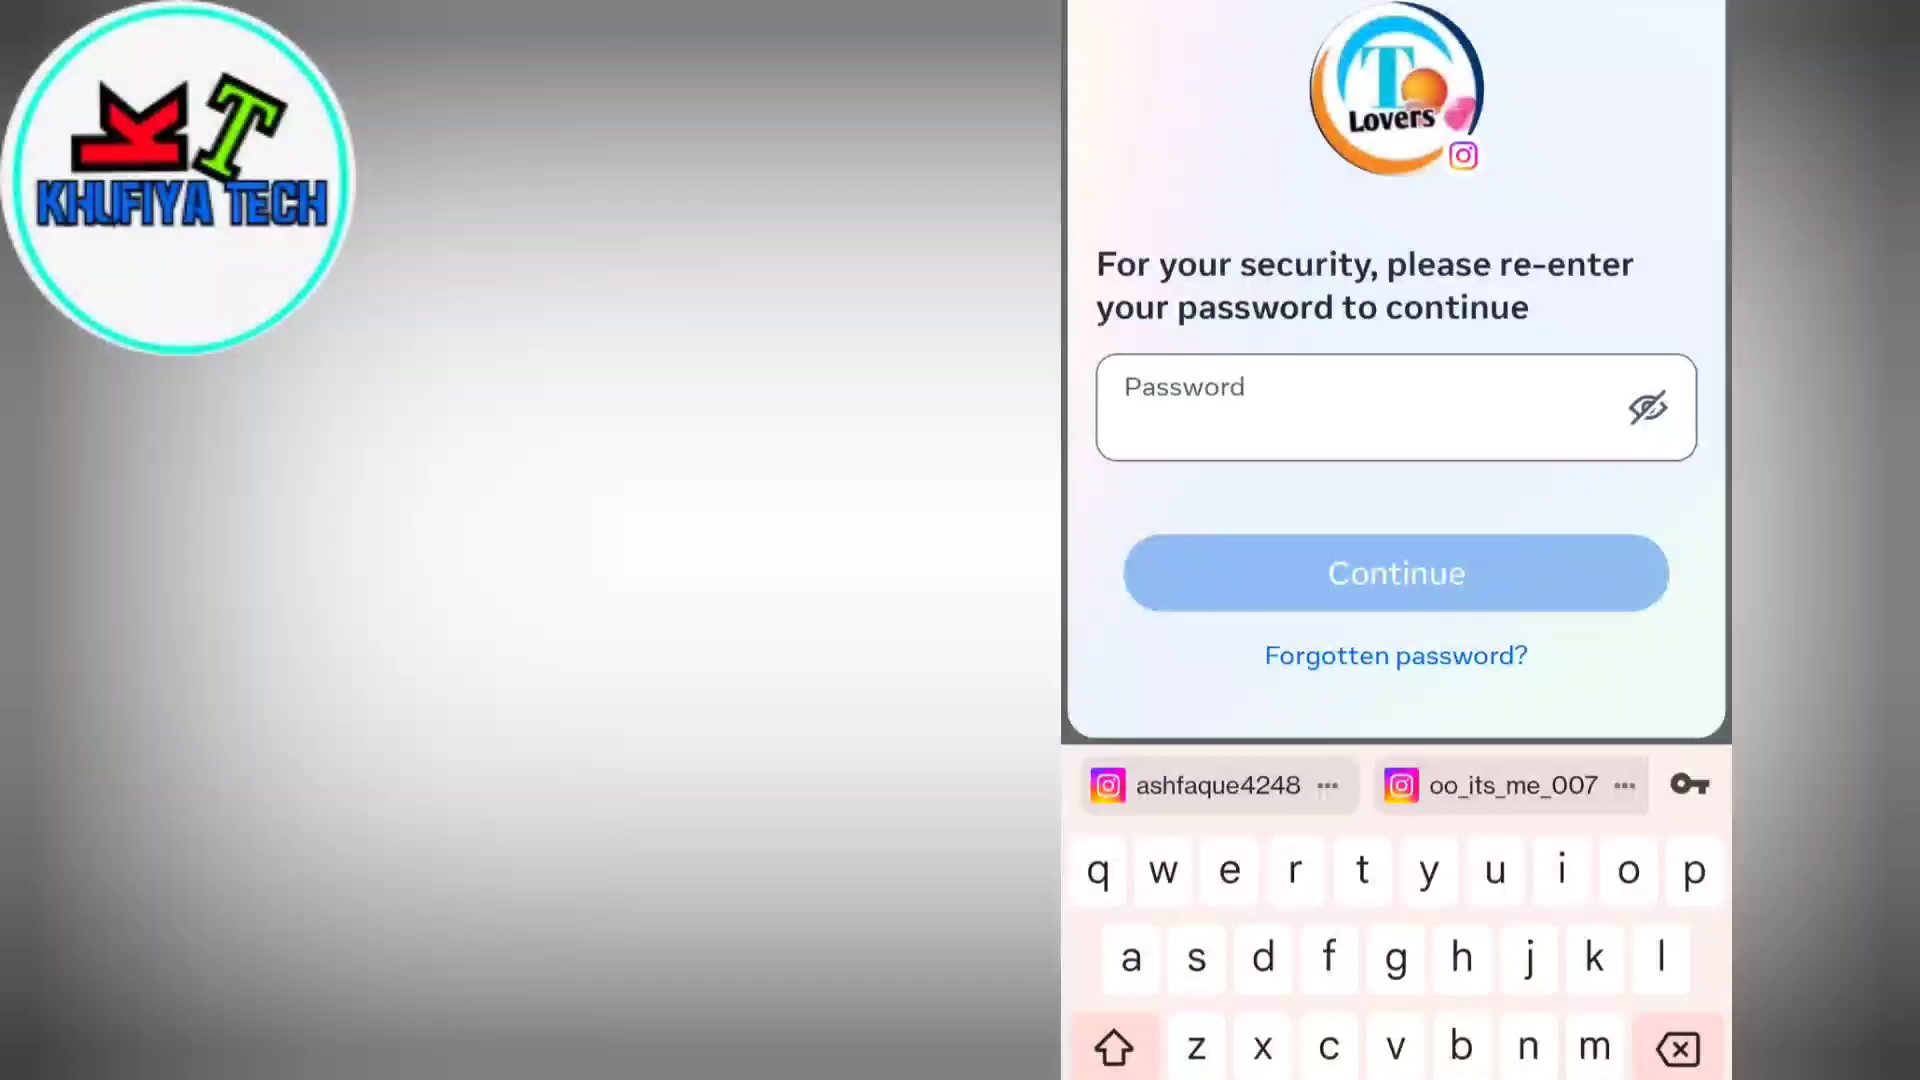 KT
KHUFIYA TECH
T
Lovers
For your security, please re-enter
your password to continue
Password
Continue
Forgotten password?
ashfaque4248 ••• oo_its_me_007 •••
q w e r t y u i o p
a s d f g h j k l
z x c v b n m